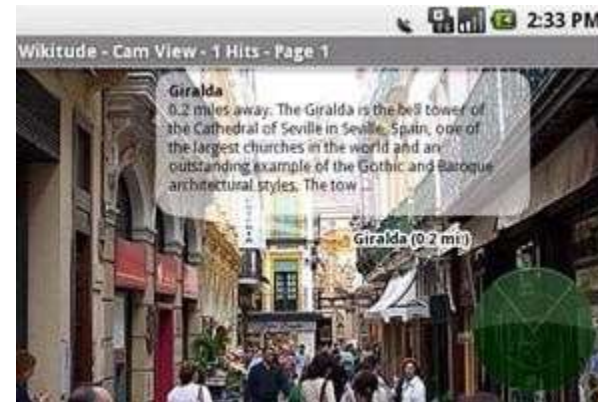 2:33 PM
Wikitude - Cam View - 1 Hits - Page 1
Giralda
0.2 miles away. The Giralda is the bell tower of
the Cathedral of Seville in Seville, Spain, one of
the largest churches in the world and an
outstanding example of the Gothic and Baroque
architectural styles. The tow ...
Giralda (0.2 mi.)